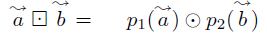 a⃗ ⊡ b⃗ = p₁(a⃗) ⊙ p₂(b⃗)